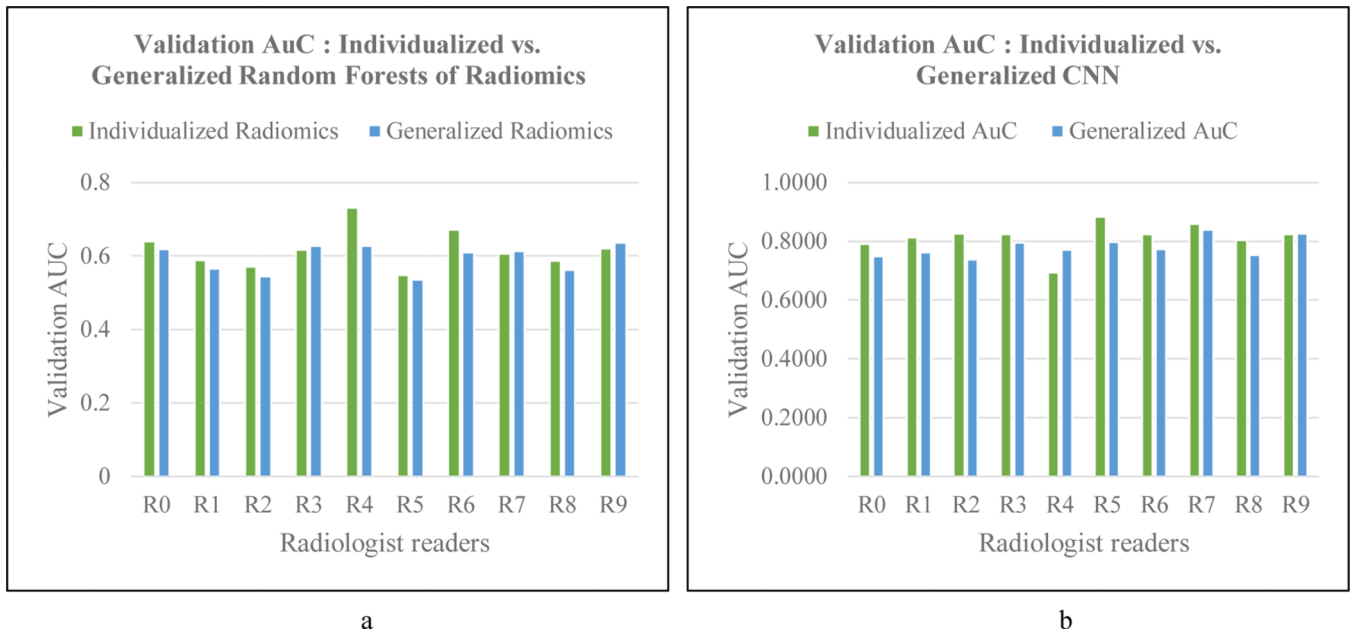 Validation AuC : Individualized vs.
Generalized Random Forests of Radiomics
Individualized Radiomics Generalized Radiomics
0.8
0.6
0.4
0.2
0
Validation AUC
R0 R1 R2 R3 R4 R5 R6 R7 R8 R9
Radiologist readers
a
Validation AuC : Individualized vs.
Generalized CNN
Individualized AuC Generalized AuC
1.0000
0.8000
0.6000
0.4000
0.2000
0.0000
Validation AUC
R0 R1 R2 R3 R4 R5 R6 R7 R8 R9
Radiologist readers
b